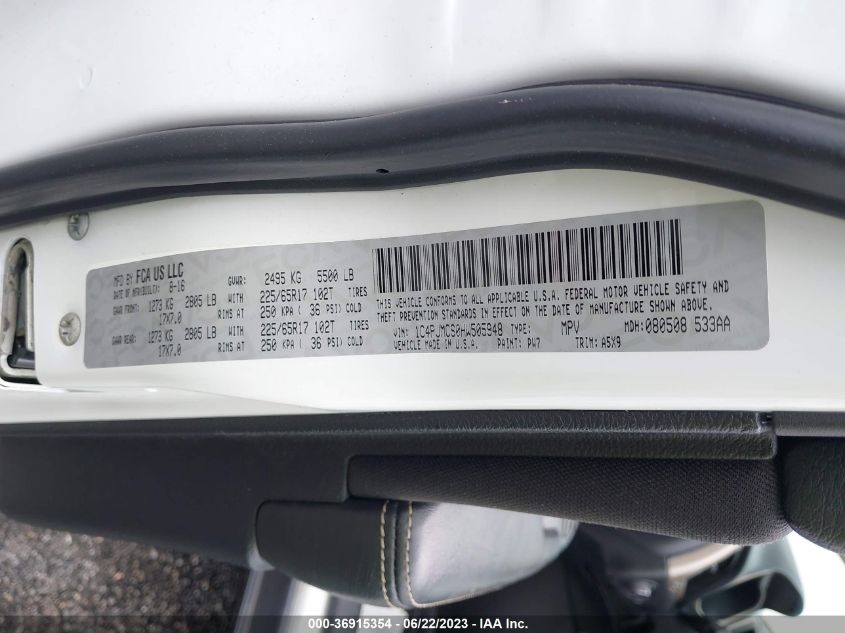 MFD BY FCA US LLC
DATE OF MFR(BUILT): 8-16 GVWR: 2495 KG 5500 LB
GAWR FRONT: 1273 KG 2805 LB WITH 225/65R17 102T TIRES
17X7.0 RIMS AT 250 KPA ( 36 PSI) COLD
GAWR REAR: 1273 KG 2805 LB WITH 225/65R17 102T TIRES
17X7.0 RIMS AT 250 KPA ( 36 PSI) COLD
THIS VEHICLE CONFORMS TO ALL APPLICABLE U.S.A. FEDERAL MOTOR VEHICLE SAFETY AND
THEFT PREVENTION STANDARDS IN EFFECT ON THE DATE OF MANUFACTURE SHOWN ABOVE.
VIN: 1C4PJMCS0HW505948 TYPE: MPV MDH: 080508 533AA
VEHICLE MADE IN U.S.A. PAINT: PW7 TRIM: A5X9
000-36915354 - 06/22/2023 - IAA Inc.